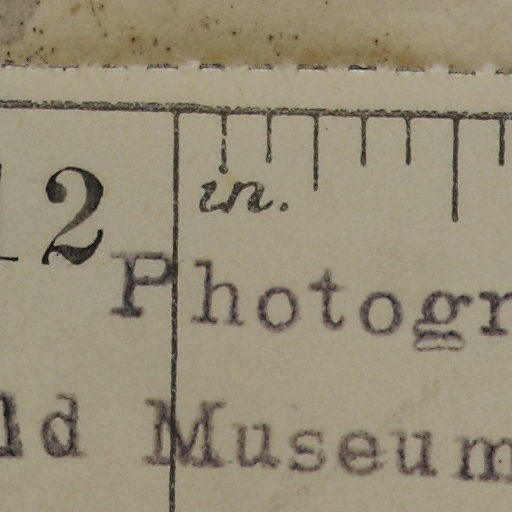 12 in.
Photogr
ld Museum